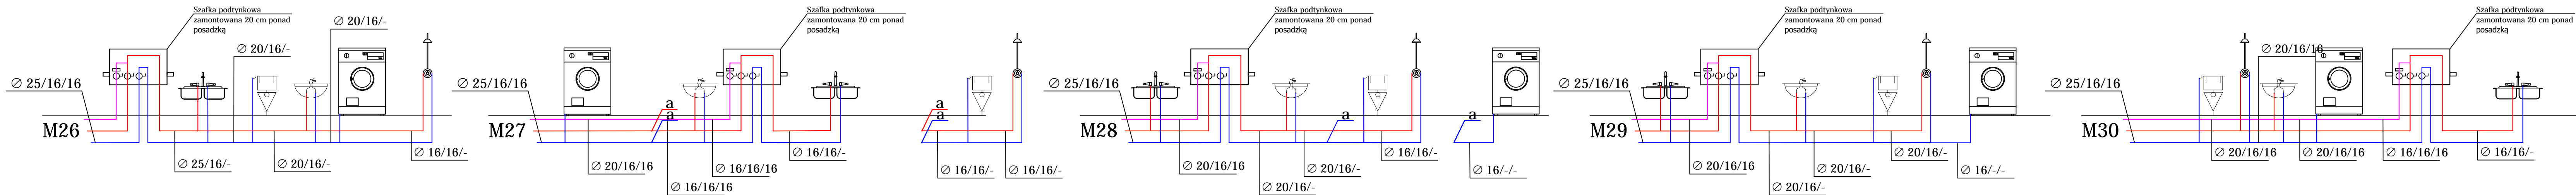 Szafka podtynkowa
zamontowana 20 cm ponad
posadzką
∅ 20/16/-
∅ 20/16/-
∅ 25/16/16
M26
∅ 25/16/-
∅ 20/16/-
∅ 16/16/-
Szafka podtynkowa
zamontowana 20 cm ponad
posadzką
∅ 25/16/16
a
a
a
a
M27
∅ 20/16/16
∅ 16/16/16
∅ 16/16/16
∅ 16/16/-
∅ 16/16/-
∅ 16/16/-
Szafka podtynkowa
zamontowana 20 cm ponad
posadzką
∅ 25/16/16
a
a
M28
∅ 20/16/16
∅ 20/16/-
∅ 20/16/-
∅ 16/16/-
∅ 16/-/-
Szafka podtynkowa
zamontowana 20 cm ponad
posadzką
∅ 25/16/16
M29
∅ 20/16/16
∅ 20/16/-
∅ 20/16/-
∅ 20/16/-
∅ 16/-/-
Szafka podtynkowa
zamontowana 20 cm ponad
posadzką
∅ 20/16/16
∅ 25/16/16
M30
∅ 20/16/16
∅ 20/16/16
∅ 16/16/16
∅ 16/16/-